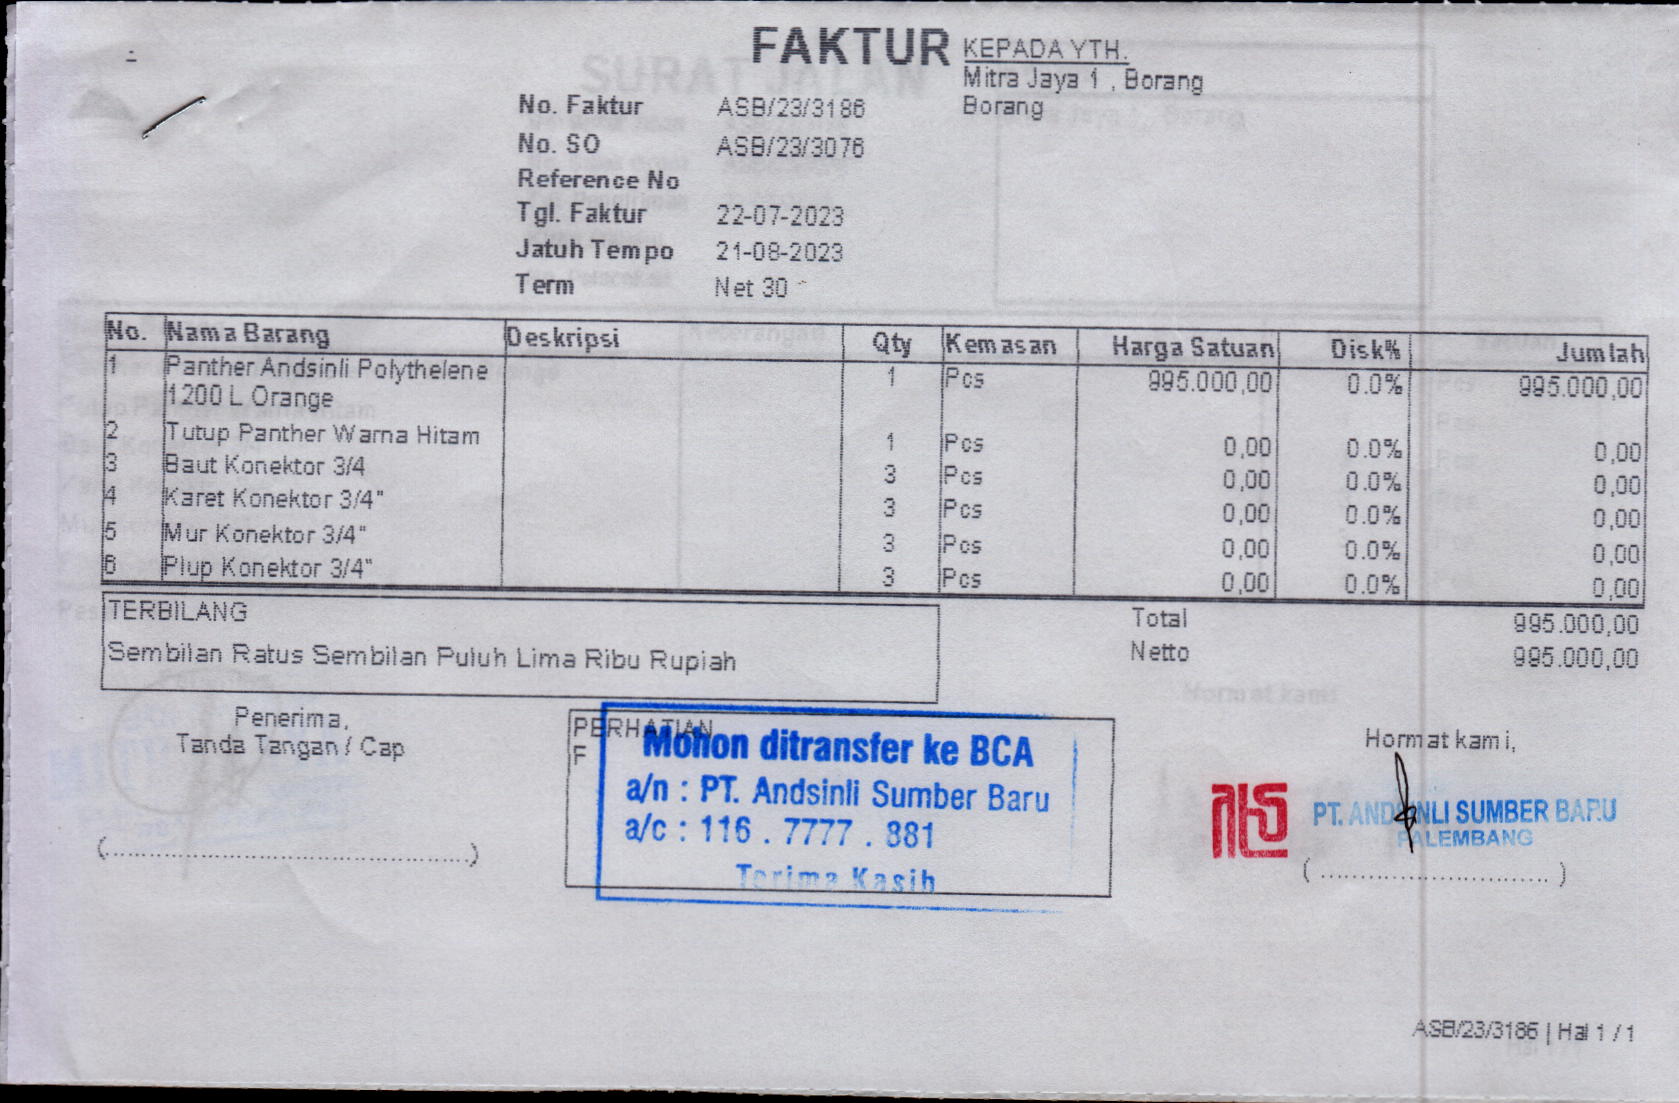 FAKTUR
KEPADA YTH.
Mitra Jaya 1 , Borang
Borang
No. Faktur ASB/23/3186
No. SO ASB/23/3076
Reference No
Tgl. Faktur 22-07-2023
Jatuh Tempo 21-08-2023
Term Net 30
No. Nama Barang Deskripsi Qty Kemasan Harga Satuan Disk% Jumlah
1 Panther Andsinli Polythelene 1 Pcs 995.000,00 0.0% 995.000,00
1200 L Orange
2 Tutup Panther Warna Hitam 1 Pcs 0,00 0.0% 0,00
3 Baut Konektor 3/4 3 Pcs 0,00 0.0% 0,00
4 Karet Konektor 3/4" 3 Pcs 0,00 0.0% 0,00
5 Mur Konektor 3/4" 3 Pcs 0,00 0.0% 0,00
6 Plup Konektor 3/4" 3 Pcs 0,00 0.0% 0,00
TERBILANG
Sembilan Ratus Sembilan Puluh Lima Ribu Rupiah
Total 995.000,00
Netto 995.000,00
Penerima,
Tanda Tangan / Cap
(............................................)
PERHATIAN
F
Mohon ditransfer ke BCA
a/n : PT. Andsinli Sumber Baru
a/c : 116 . 7777 . 881
Terima Kasih
Hormat kami,
PT. ANDSINLI SUMBER BARU
PALEMBANG
( ............................ )
ASB/23/3186 | Hal 1 / 1